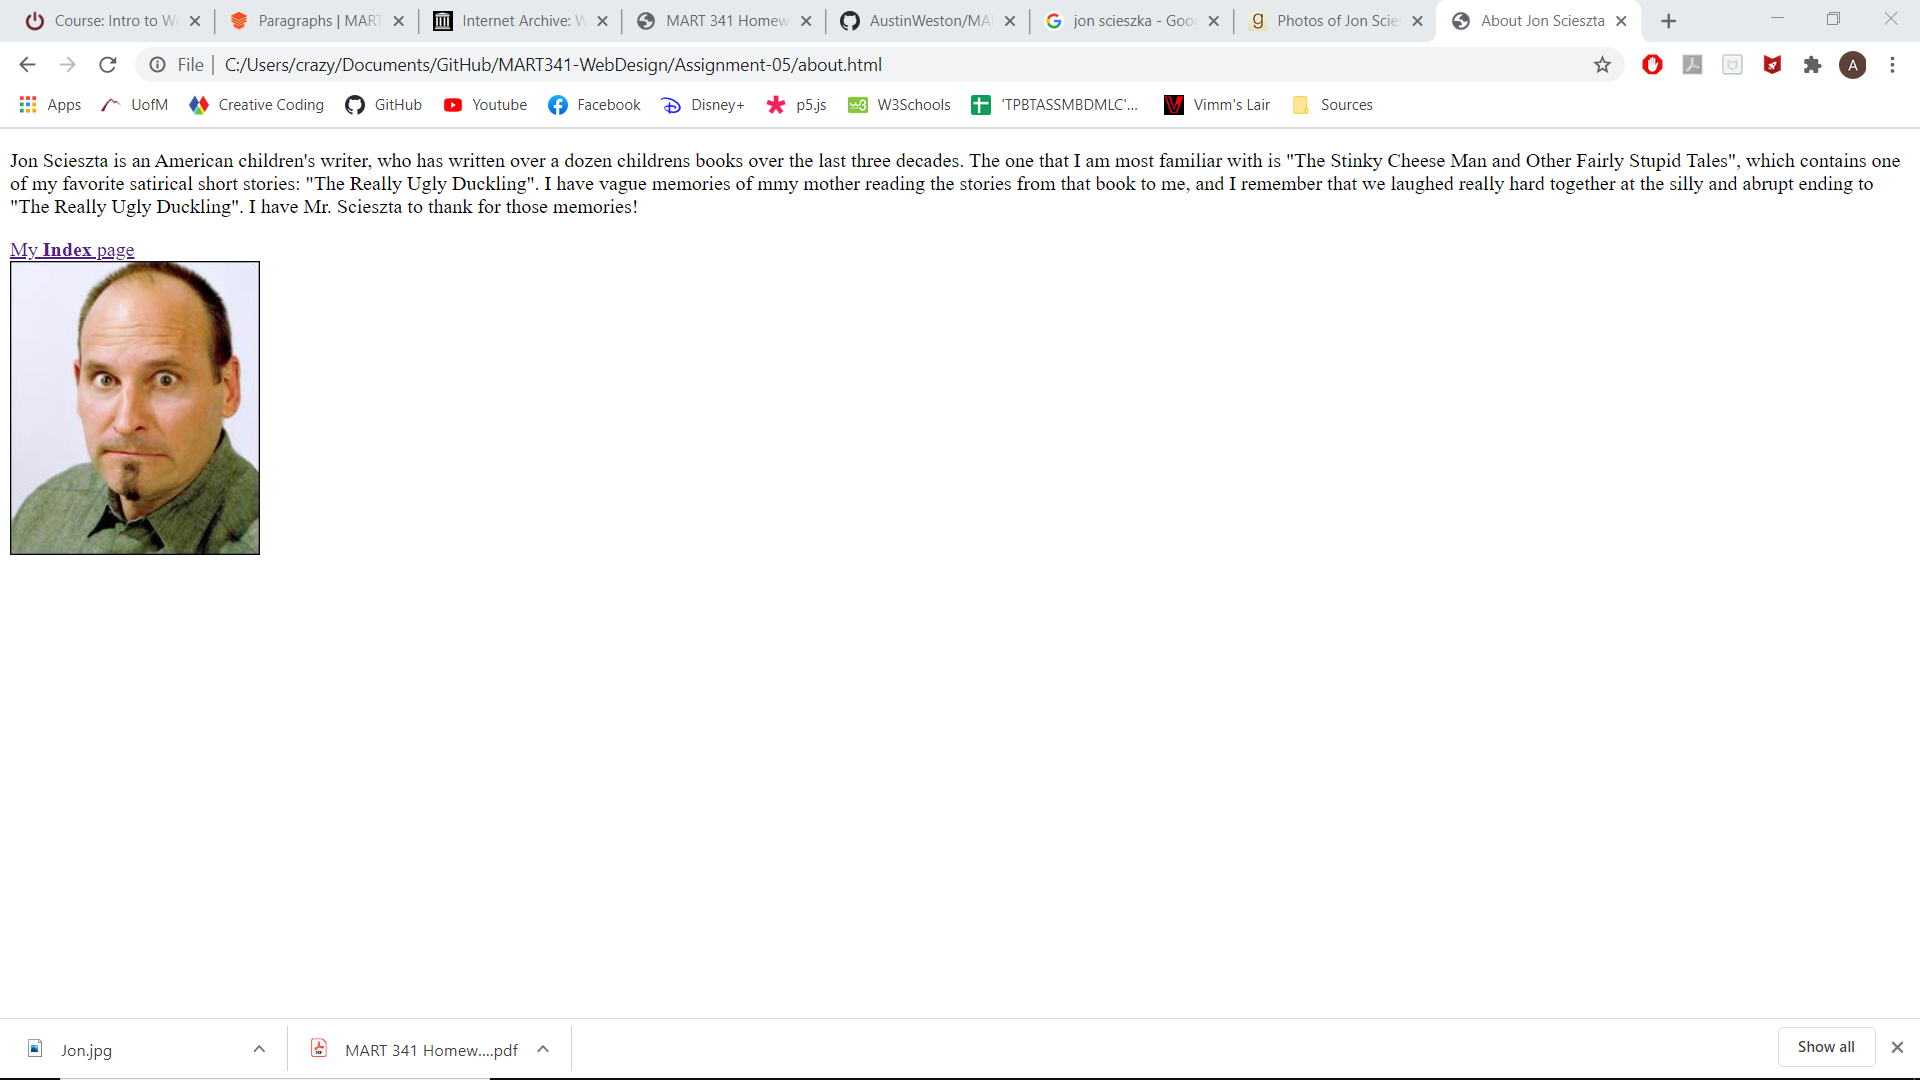 Course: Intro to W
Paragraphs | MART
Internet Archive: W
MART 341 Homew
AustinWeston/MA
jon scieszka - Goo
Photos of Jon Scie
About Jon Scieszta
File
C:/Users/crazy/Documents/GitHub/MART341-WebDesign/Assignment-05/about.html
A
Apps
UofM
Creative Coding
GitHub
Youtube
Facebook
Disney+
p5.js
W3Schools
'TPBTASSMBDMLC'...
Vimm's Lair
Sources
Jon Scieszta is an American children's writer, who has written over a dozen childrens books over the last three decades. The one that I am most familiar with is "The Stinky Cheese Man and Other Fairly Stupid Tales", which contains one
of my favorite satirical short stories: "The Really Ugly Duckling". I have vague memories of mmy mother reading the stories from that book to me, and I remember that we laughed really hard together at the silly and abrupt ending to
"The Really Ugly Duckling". I have Mr. Scieszta to thank for those memories!
My Index page
Jon.jpg
MART 341 Homew....pdf
Show all